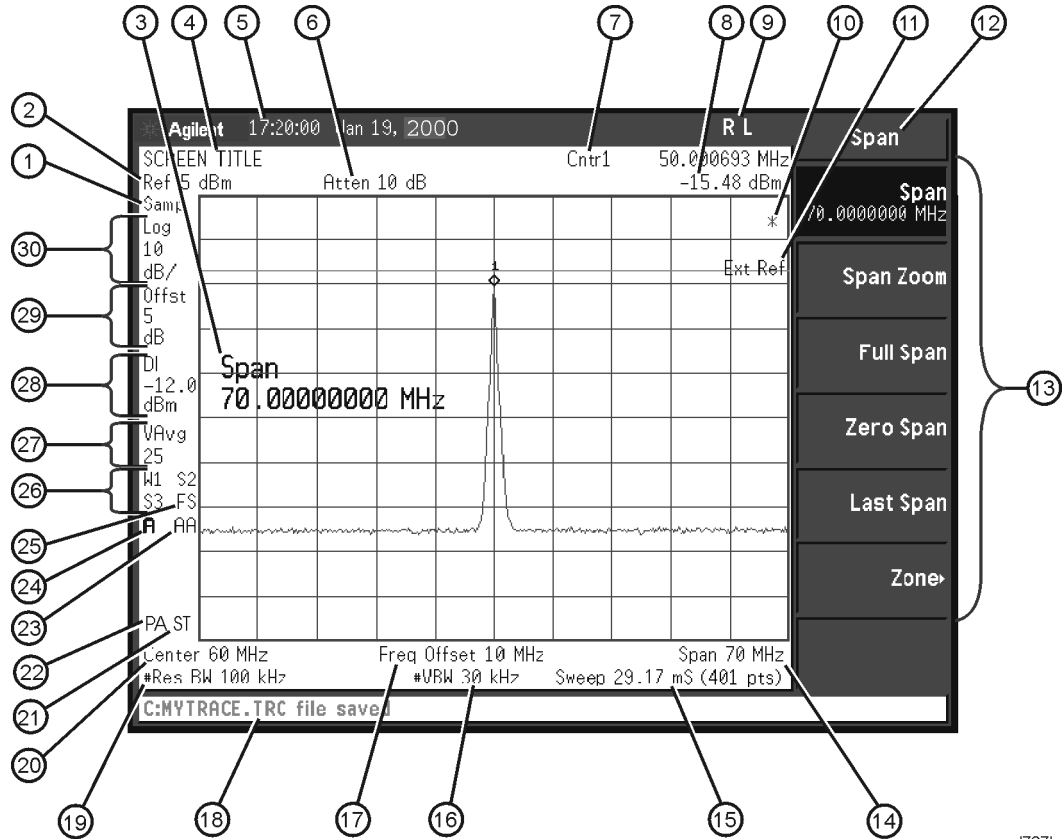 3 4 5 6 7 8 9 10 11 12
2
1
30
29
28
27
26
25
24
23
22
21
20
19 18 17 16 15 14
13
Agilent 17:20:00 Jan 19, 2000 R L
SCREEN TITLE Cntr1 50.000693 MHz
Ref 5 dBm Atten 10 dB -15.48 dBm
Samp
Log
10
dB/
Offst
5
dB
DI
-12.0
dBm
VAvg
25
W1 S2
S3 FS
A AA
PA ST
*
1
Ext Ref
Span
70.00000000 MHz
Center 60 MHz Freq Offset 10 MHz Span 70 MHz
#Res BW 100 kHz #VBW 30 kHz Sweep 29.17 mS (401 pts)
C:MYTRACE.TRC file saved
Span
Span
70.0000000 MHz
Span Zoom
Full Span
Zero Span
Last Span
Zone▸